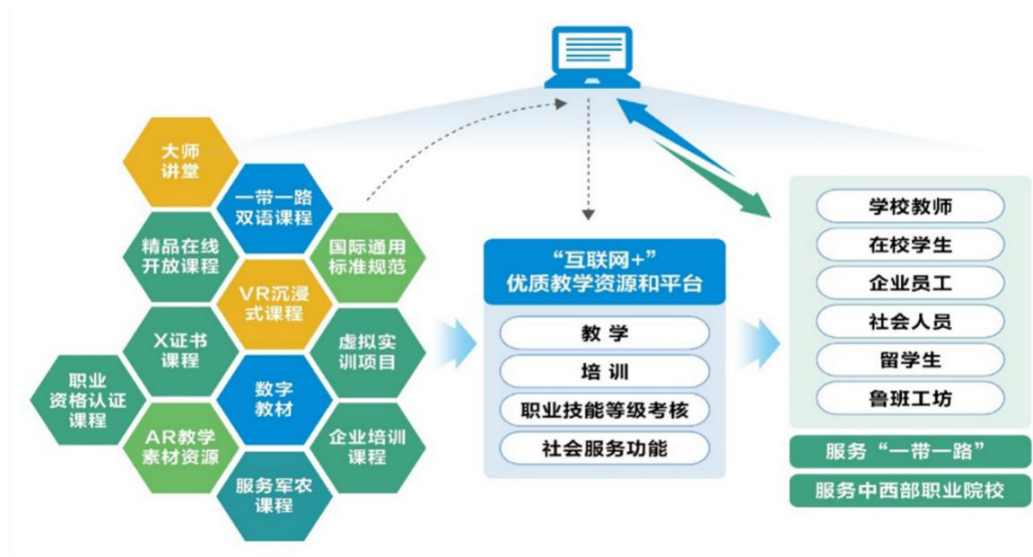 大师
讲堂
一带一路
双语课程
精品在线
开放课程
国际通用
标准规范
VR沉浸
式课程
X证书
课程
虚拟实
训项目
职业
资格认证
课程
数字
教材
AR教学
素材资源
企业培训
课程
服务军农
课程
“互联网+”
优质教学资源和平台
教 学
培 训
职业技能等级考核
社会服务功能
学校教师
在校学生
企业员工
社会人员
留学生
鲁班工坊
服务“一带一路”
服务中西部职业院校